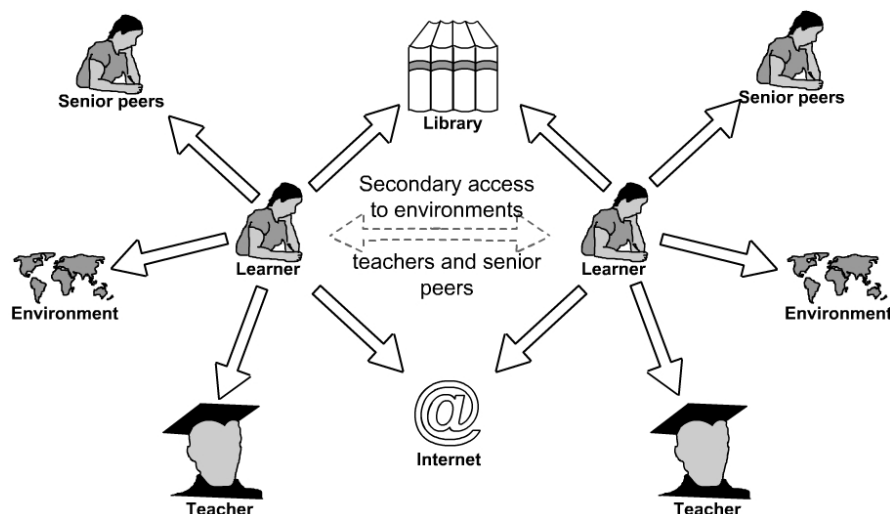 Senior peers
Library
Senior peers
Secondary access
to environments
Learner
teachers and senior
peers
Learner
Environment
Environment
@
Internet
Teacher
Teacher